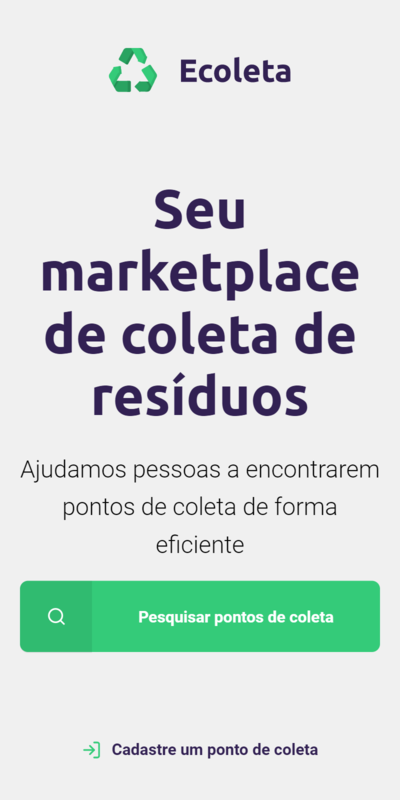 Ecoleta
Seu
marketplace
de coleta de
resíduos
Ajudamos pessoas a encontrarem
pontos de coleta de forma
eficiente
Pesquisar pontos de coleta
Cadastre um ponto de coleta